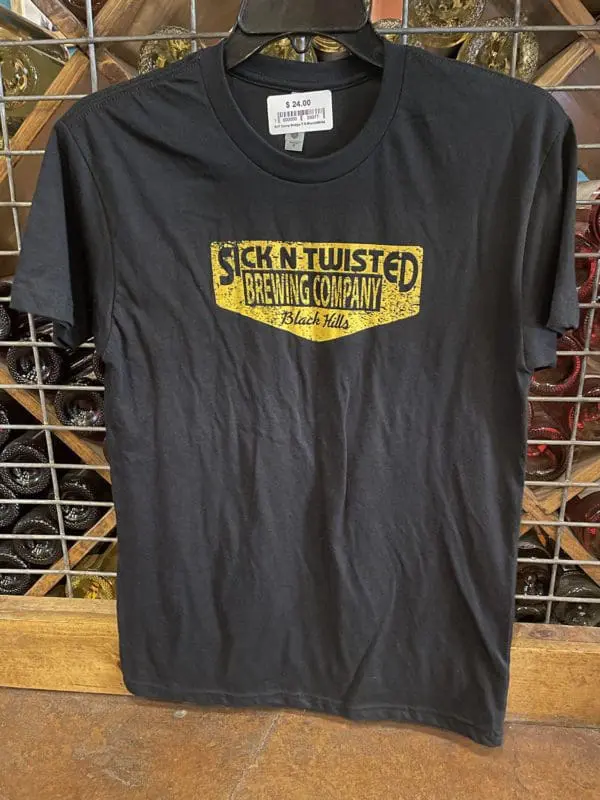 $ 24.00
SICK-N-TWISTED
BREWING COMPANY
Black Hills